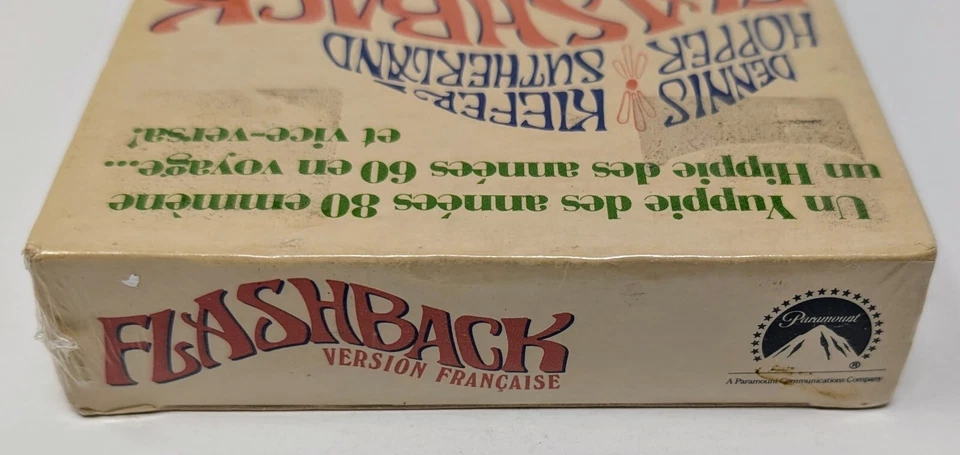 FLASHBACK
DENNIS HOPPER
KIEFER SUTHERLAND
Un Yuppie des années 80 emmène
un Hippie des années 60 en voyage...
et vice-versa!
FLASHBACK
VERSION FRANÇAISE
Paramount
®
A Paramount Communications Company